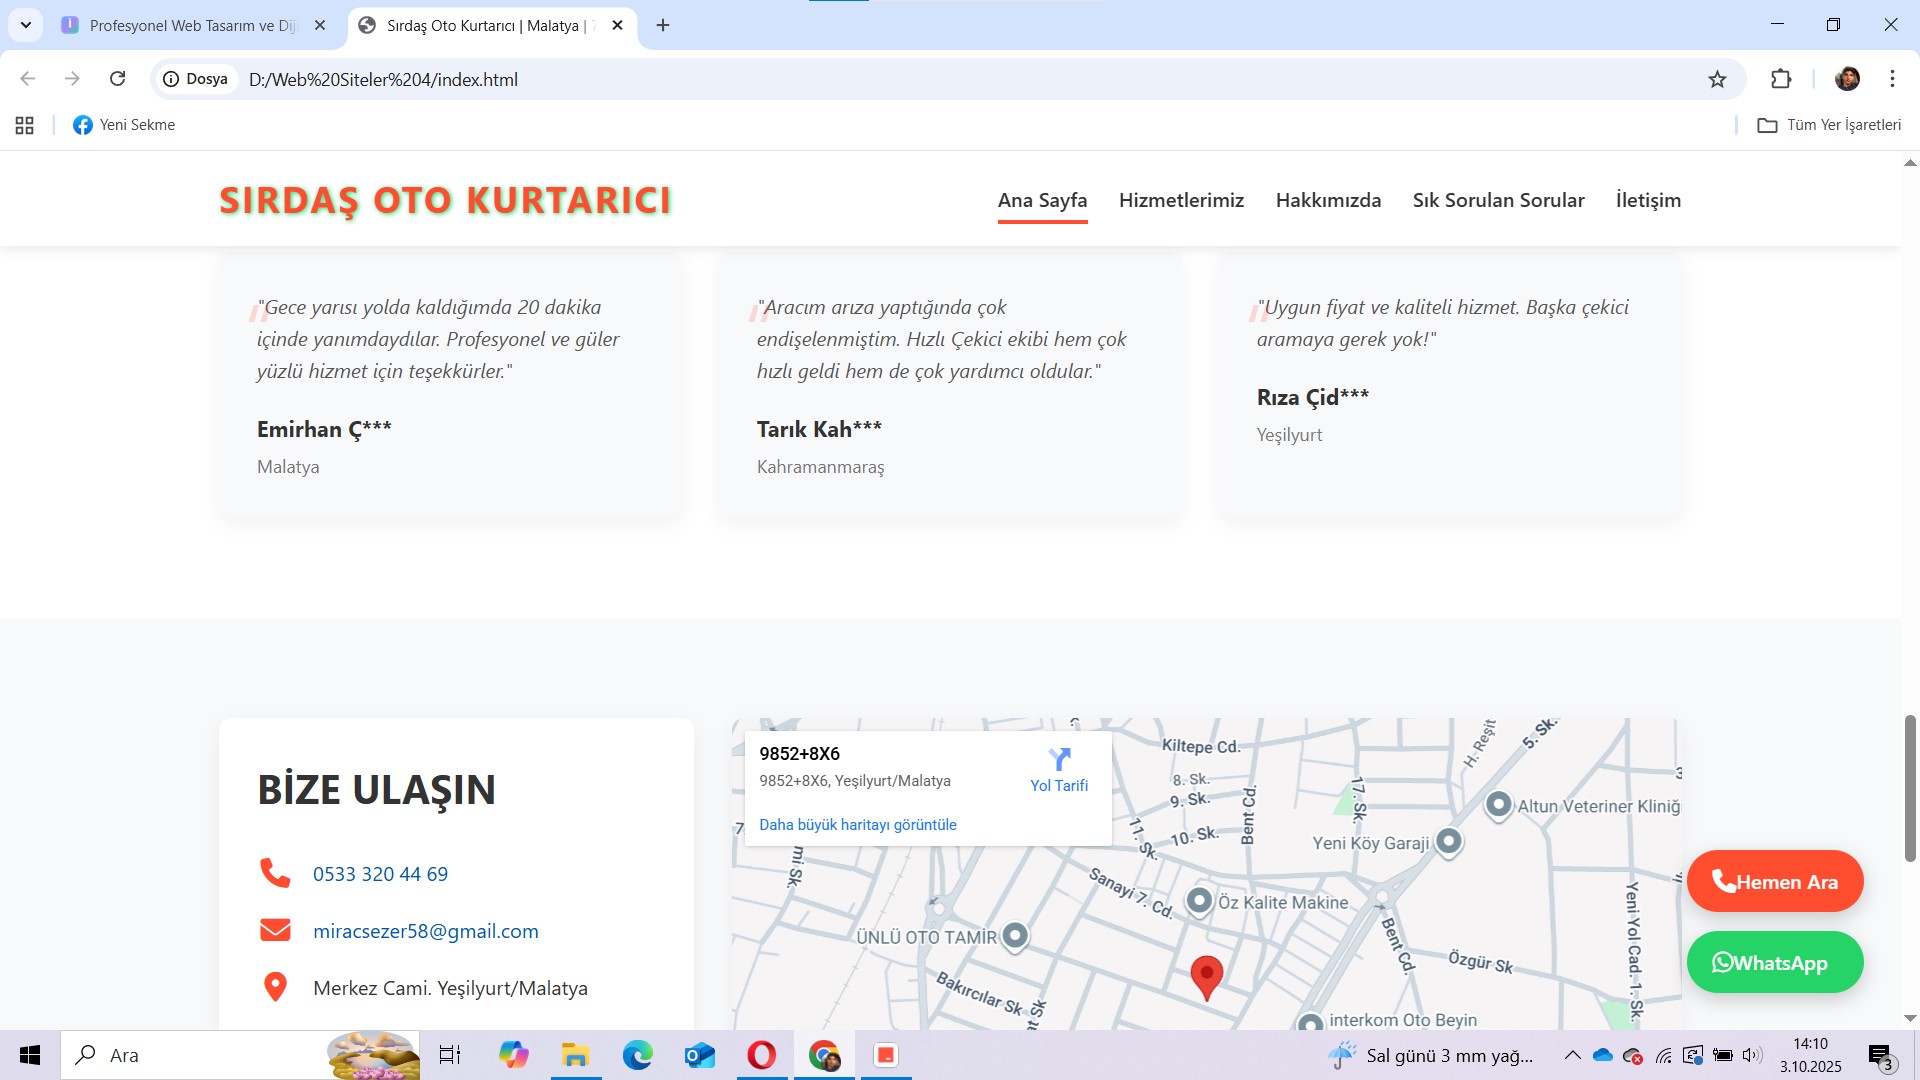 Profesyonel Web Tasarım ve Dij
Sırdaş Oto Kurtarıcı | Malatya | 7
Dosya
D:/Web%20Siteler%204/index.html
Yeni Sekme
Tüm Yer İşaretleri
SIRDAŞ OTO KURTARICI
Ana Sayfa
Hizmetlerimiz
Hakkımızda
Sık Sorulan Sorular
İletişim
"Gece yarısı yolda kaldığımda 20 dakika
içinde yanımdaydılar. Profesyonel ve güler
yüzlü hizmet için teşekkürler."
Emirhan Ç***
Malatya
"Aracım arıza yaptığında çok
endişelenmiştim. Hızlı Çekici ekibi hem çok
hızlı geldi hem de çok yardımcı oldular."
Tarık Kah***
Kahramanmaraş
"Uygun fiyat ve kaliteli hizmet. Başka çekici
aramaya gerek yok!"
Rıza Çid***
Yeşilyurt
BİZE ULAŞIN
0533 320 44 69
miracsezer58@gmail.com
Merkez Cami. Yeşilyurt/Malatya
9852+8X6
9852+8X6, Yeşilyurt/Malatya
Yol Tarifi
Daha büyük haritayı görüntüle
Kiltepe Cd.
8. Sk.
9. Sk.
10. Sk.
11. Sk.
Bent Cd.
17. Sk.
H. Reşit
5. Sk.
Altun Veteriner Kliniğ
Yeni Köy Garaji
Sanayi 7. Cd.
Öz Kalite Makine
ÜNLÜ OTO TAMİR
Bent Cd.
Özgür Sk
Yeni Yol Cad. 1. Sk.
Bakırcılar Sk
interkom Oto Beyin
Hemen Ara
WhatsApp
Ara
Sal günü 3 mm yağ...
14:10
3.10.2025
3